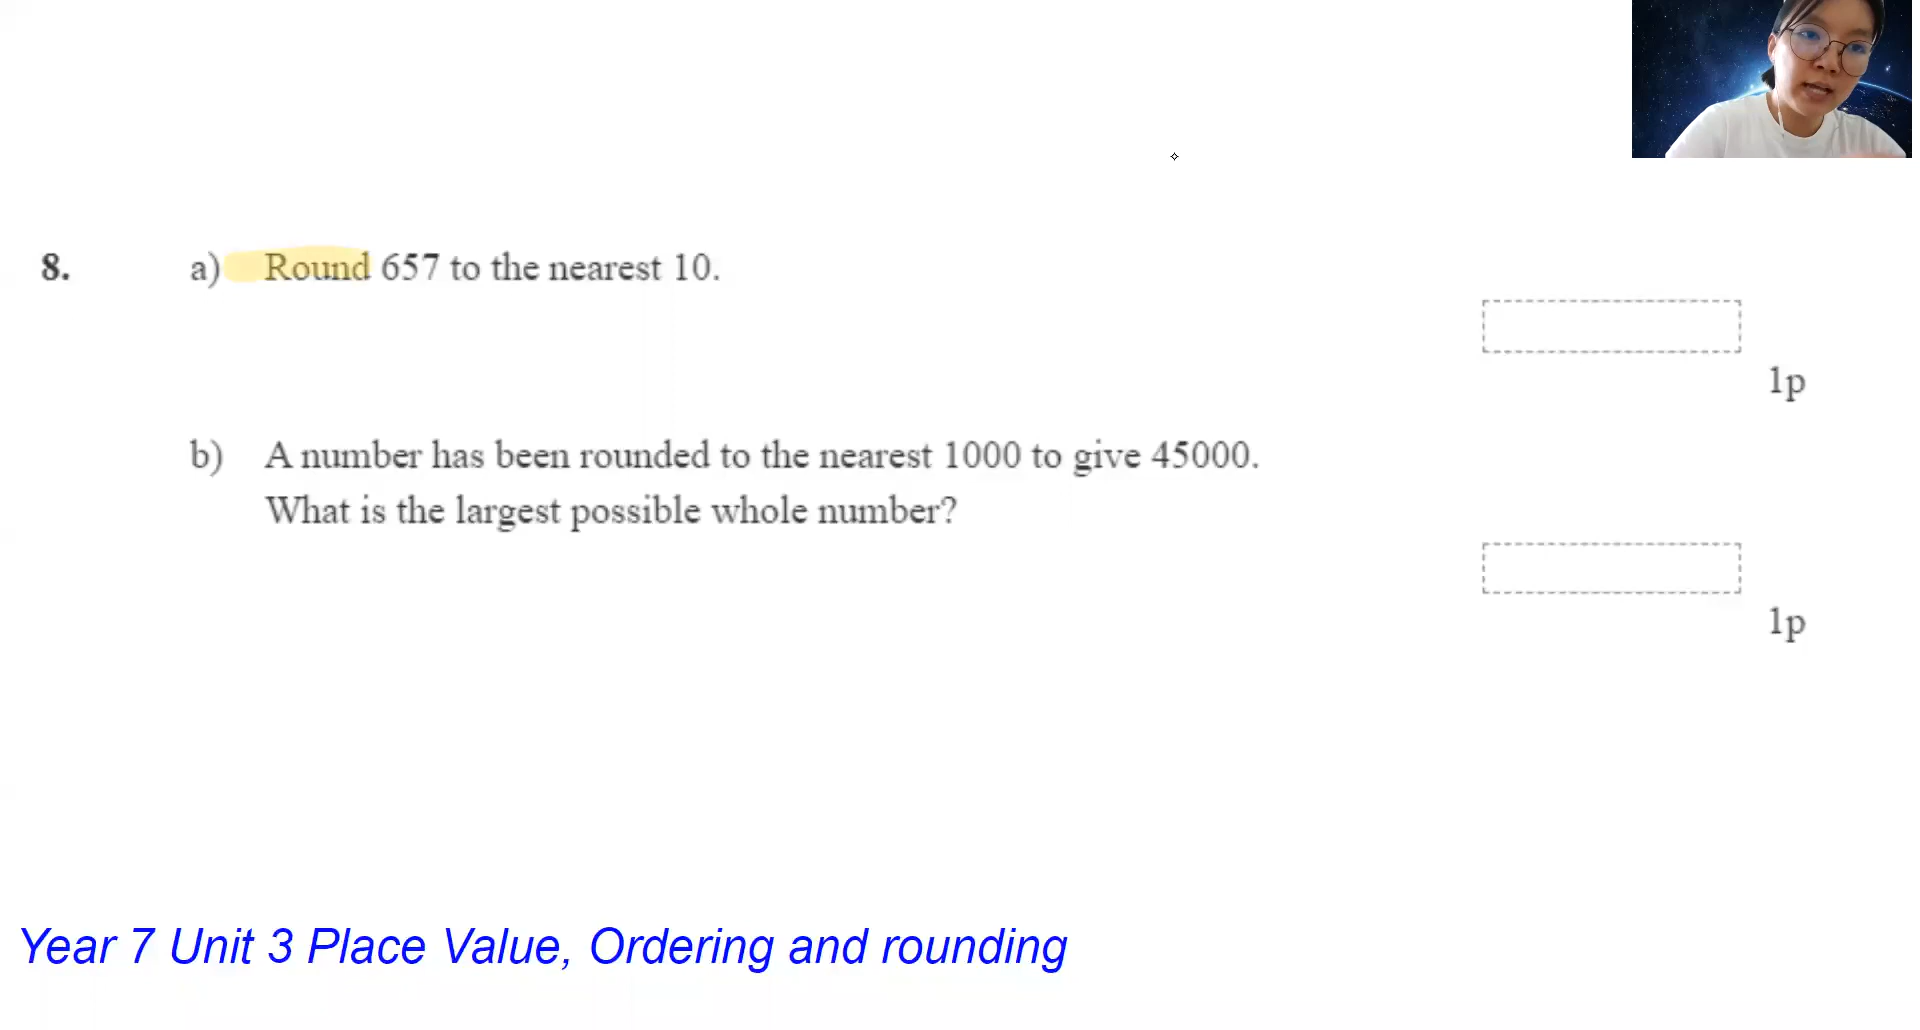 8. a) Round 657 to the nearest 10.
1p
b) A number has been rounded to the nearest 1000 to give 45000.
What is the largest possible whole number?
1p
Year 7 Unit 3 Place Value, Ordering and rounding